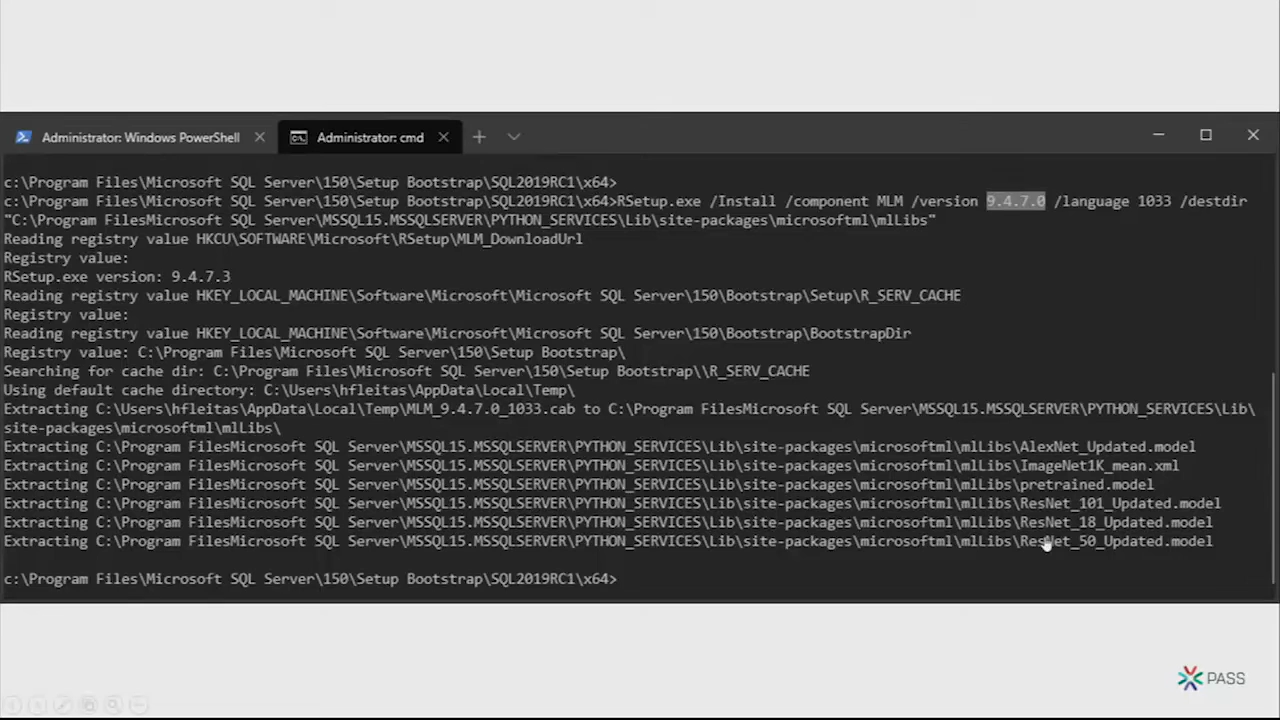 Administrator: Windows PowerShell
Administrator: cmd
c:\Program Files\Microsoft SQL Server\150\Setup Bootstrap\SQL2019RC1\x64>
c:\Program Files\Microsoft SQL Server\150\Setup Bootstrap\SQL2019RC1\x64>RSetup.exe /Install /component MLM /version 9.4.7.0 /language 1033 /destdir
"C:\Program FilesMicrosoft SQL Server\MSSQL15.MSSQLSERVER\PYTHON_SERVICES\Lib\site-packages\microsoftml\mlLibs"
Reading registry value HKCU\SOFTWARE\Microsoft\RSetup\MLM_DownloadUrl
Registry value:
RSetup.exe version: 9.4.7.3
Reading registry value HKEY_LOCAL_MACHINE\Software\Microsoft\Microsoft SQL Server\150\Bootstrap\Setup\R_SERV_CACHE
Registry value:
Reading registry value HKEY_LOCAL_MACHINE\Software\Microsoft\Microsoft SQL Server\150\Bootstrap\BootstrapDir
Registry value: C:\Program Files\Microsoft SQL Server\150\Setup Bootstrap\
Searching for cache dir: C:\Program Files\Microsoft SQL Server\150\Setup Bootstrap\\R_SERV_CACHE
Using default cache directory: C:\Users\hfleitas\AppData\Local\Temp\
Extracting C:\Users\hfleitas\AppData\Local\Temp\MLM_9.4.7.0_1033.cab to C:\Program FilesMicrosoft SQL Server\MSSQL15.MSSQLSERVER\PYTHON_SERVICES\Lib\
site-packages\microsoftml\mlLibs\
Extracting C:\Program FilesMicrosoft SQL Server\MSSQL15.MSSQLSERVER\PYTHON_SERVICES\Lib\site-packages\microsoftml\mlLibs\AlexNet_Updated.model
Extracting C:\Program FilesMicrosoft SQL Server\MSSQL15.MSSQLSERVER\PYTHON_SERVICES\Lib\site-packages\microsoftml\mlLibs\ImageNet1K_mean.xml
Extracting C:\Program FilesMicrosoft SQL Server\MSSQL15.MSSQLSERVER\PYTHON_SERVICES\Lib\site-packages\microsoftml\mlLibs\pretrained.model
Extracting C:\Program FilesMicrosoft SQL Server\MSSQL15.MSSQLSERVER\PYTHON_SERVICES\Lib\site-packages\microsoftml\mlLibs\ResNet_101_Updated.model
Extracting C:\Program FilesMicrosoft SQL Server\MSSQL15.MSSQLSERVER\PYTHON_SERVICES\Lib\site-packages\microsoftml\mlLibs\ResNet_18_Updated.model
Extracting C:\Program FilesMicrosoft SQL Server\MSSQL15.MSSQLSERVER\PYTHON_SERVICES\Lib\site-packages\microsoftml\mlLibs\ResNet_50_Updated.model
c:\Program Files\Microsoft SQL Server\150\Setup Bootstrap\SQL2019RC1\x64>
PASS